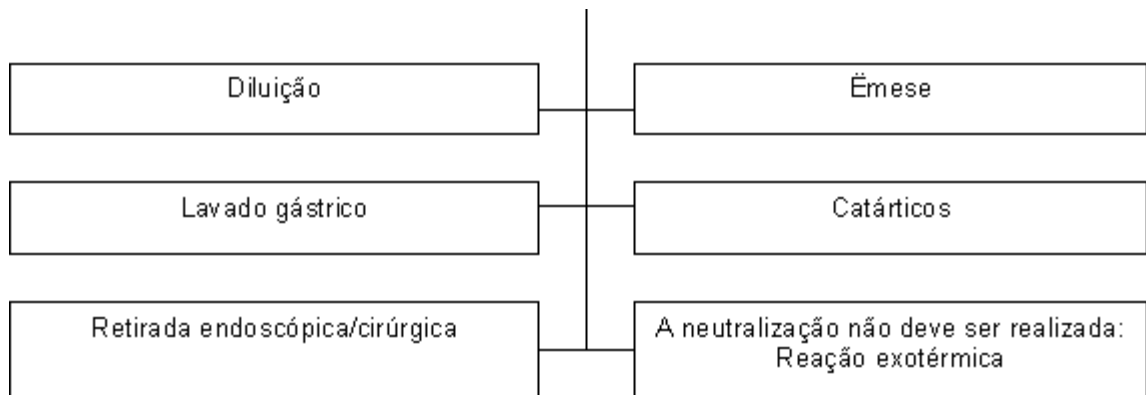 Diluição
Ëmese
Lavado gástrico
Catárticos
Retirada endoscópica/cirúrgica
A neutralização não deve ser realizada:
Reação exotérmica